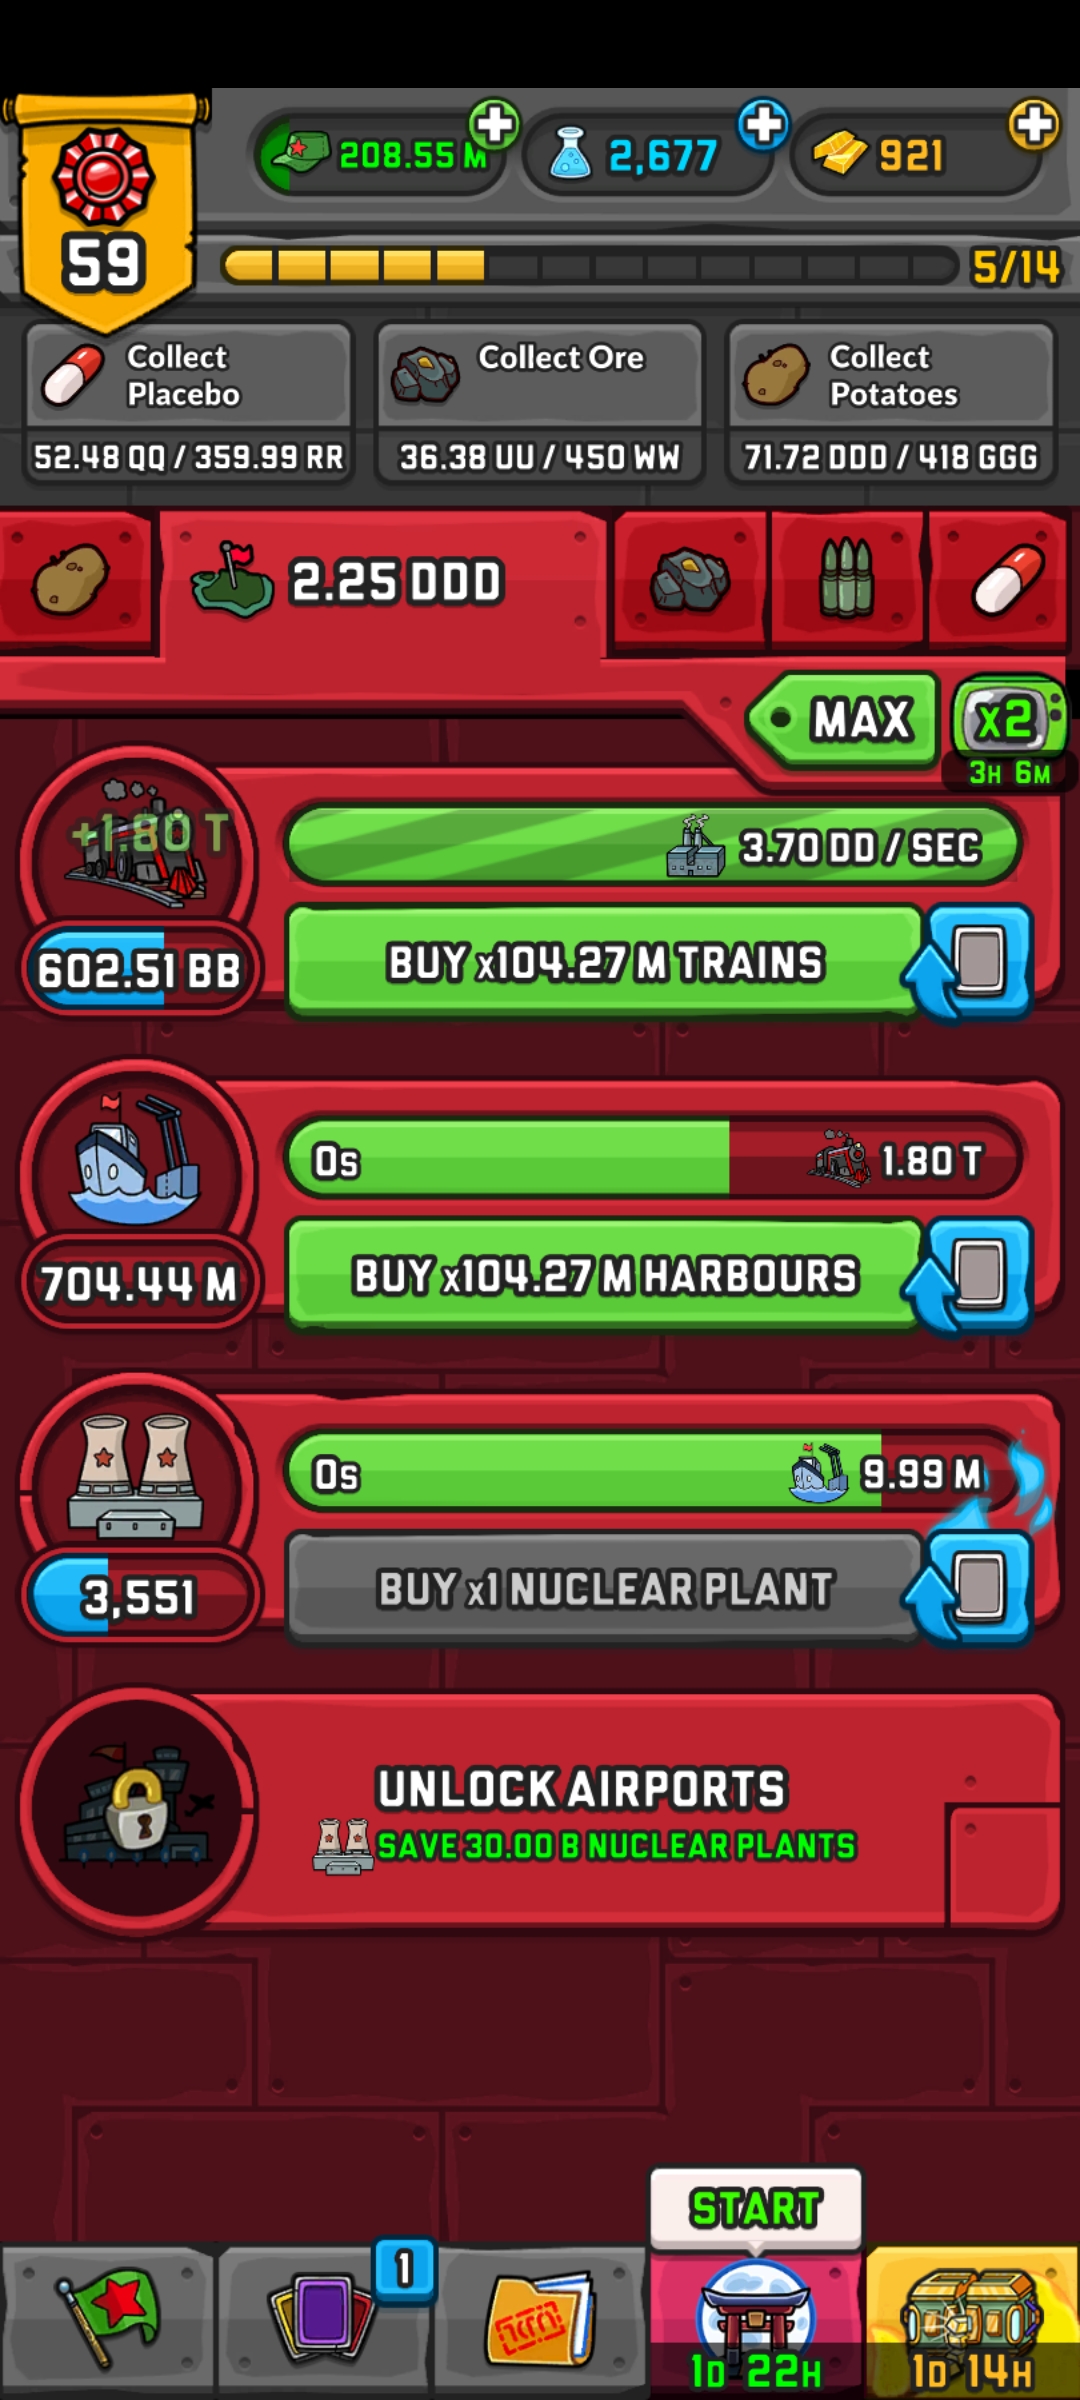 59
208.55 M
2,677
921
5/14
Collect Placebo
52.48 QQ / 359.99 RR
Collect Ore
36.38 UU / 450 WW
Collect Potatoes
71.72 DDD / 418 GGG
2.25 DDD
MAX
x2
3H 6M
+1.80 T
602.51 BB
3.70 DD / SEC
BUY x104.27 M TRAINS
704.44 M
0s
1.80 T
BUY x104.27 M HARBOURS
3,551
0s
9.99 M
BUY x1 NUCLEAR PLANT
UNLOCK AIRPORTS
SAVE 30.00 B NUCLEAR PLANTS
START
1
1D 22H
1D 14H